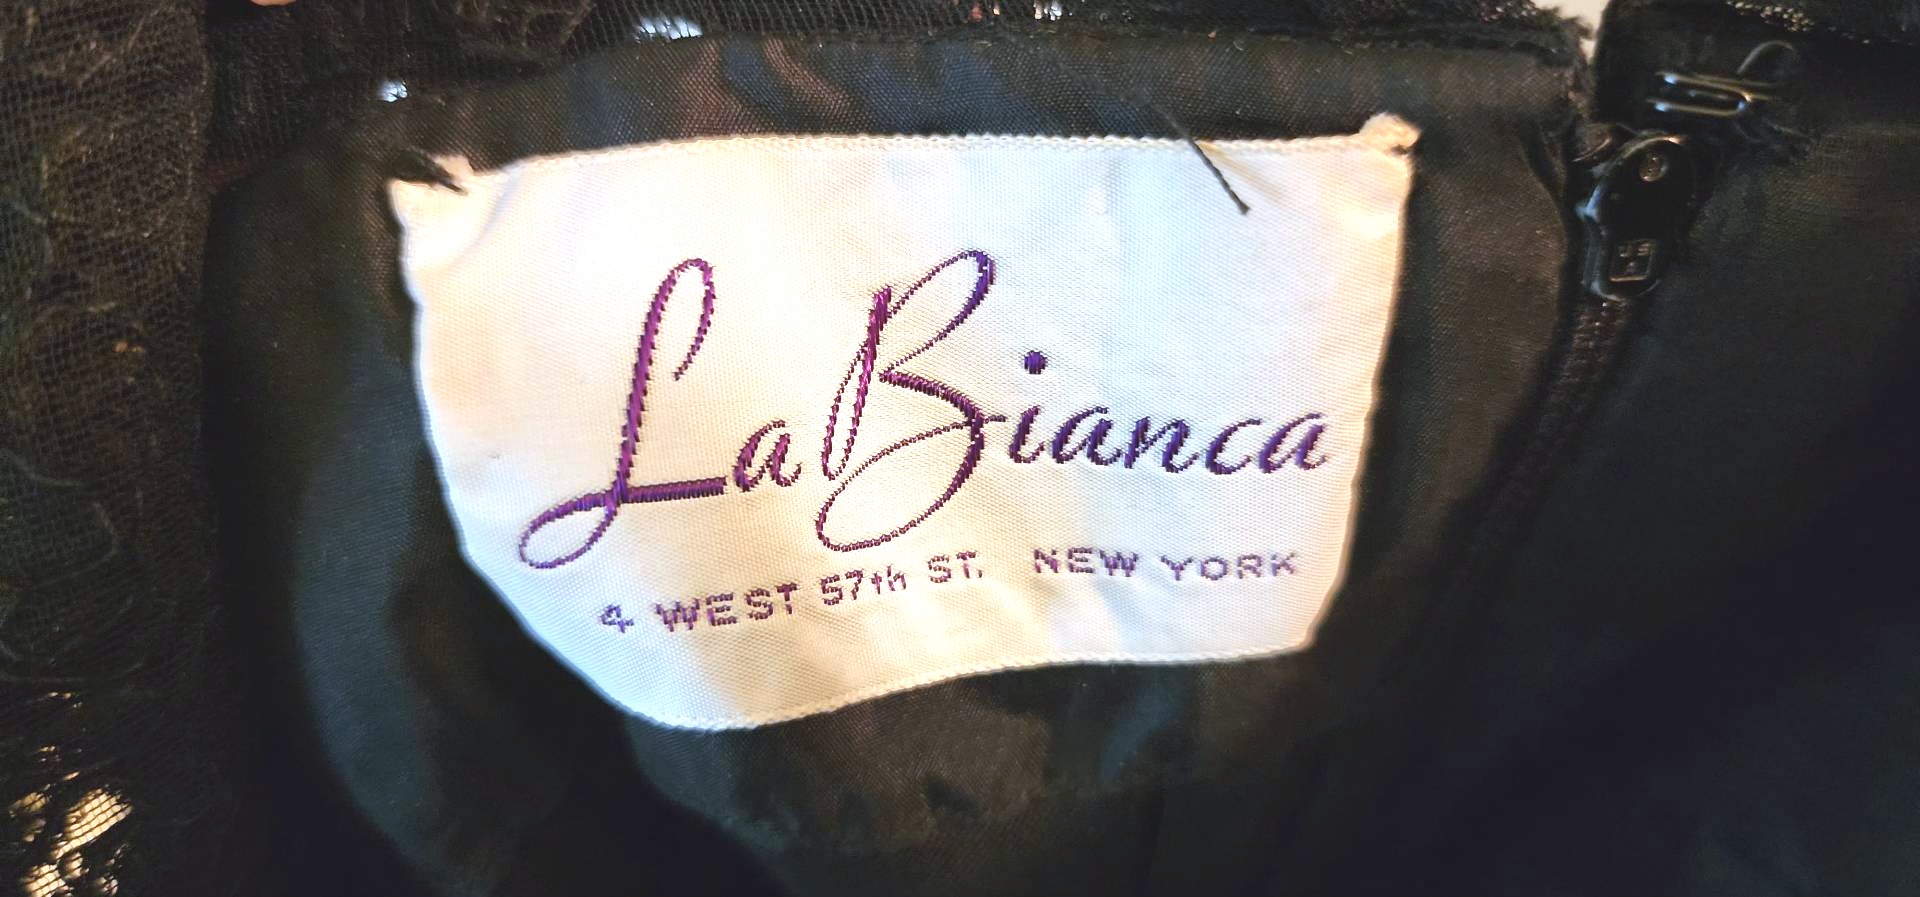 La Bianca
4 WEST 57th ST. NEW YORK